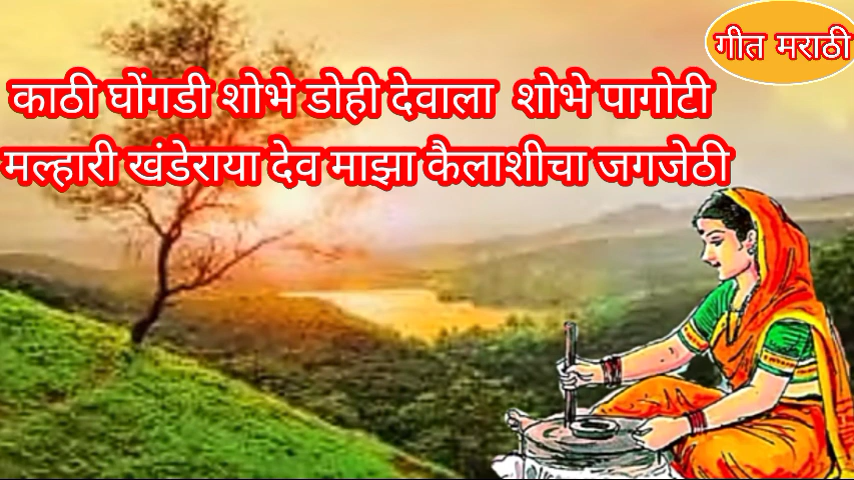 गीत मराठी
काठी घोंगडी शोभे डोही देवाला शोभे पागोटी
मल्हारी खंडेराया देव माझा कैलाशीचा जगजेठी